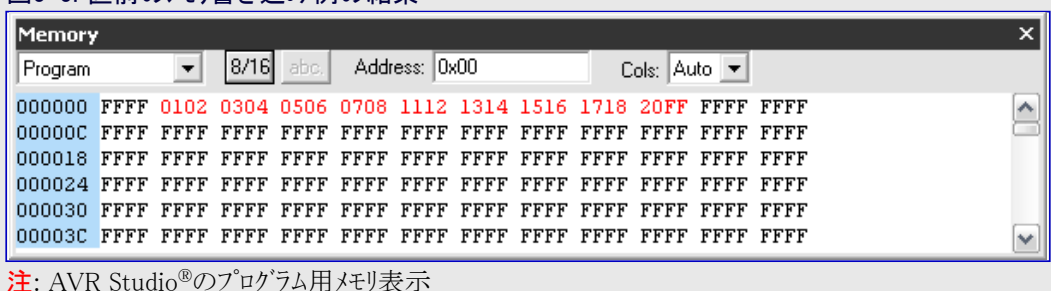 Memory ×
Program 8/16 abc. Address: 0x00 Cols: Auto
000000 FFFF 0102 0304 0506 0708 1112 1314 1516 1718 20FF FFFF FFFF
00000C FFFF FFFF FFFF FFFF FFFF FFFF FFFF FFFF FFFF FFFF FFFF FFFF
000018 FFFF FFFF FFFF FFFF FFFF FFFF FFFF FFFF FFFF FFFF FFFF FFFF
000024 FFFF FFFF FFFF FFFF FFFF FFFF FFFF FFFF FFFF FFFF FFFF FFFF
000030 FFFF FFFF FFFF FFFF FFFF FFFF FFFF FFFF FFFF FFFF FFFF FFFF
00003C FFFF FFFF FFFF FFFF FFFF FFFF FFFF FFFF FFFF FFFF FFFF FFFF
注: AVR Studio®のプログラム用メモリ表示